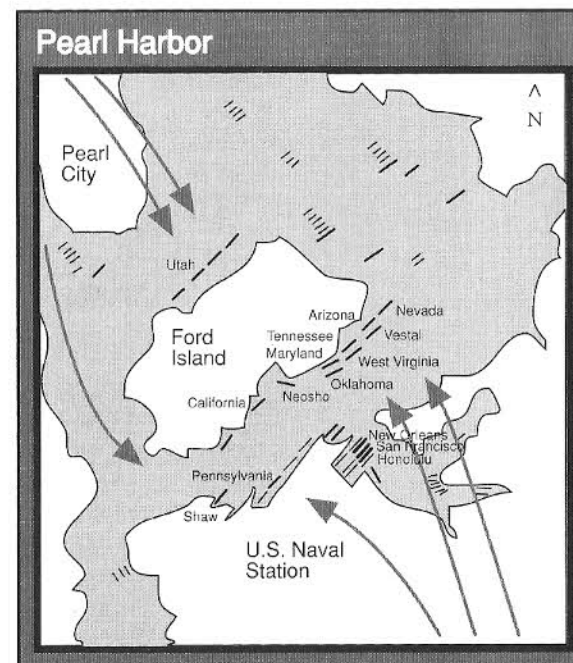 Pearl Harbor
^
N
Pearl
City
Utah
Arizona
Nevada
Ford
Island
Tennessee
Vestal
Maryland
West Virginia
Oklahoma
Neosho
California
New Orleans
San Francisco
Honolulu
Pennsylvania
Shaw
U.S. Naval
Station